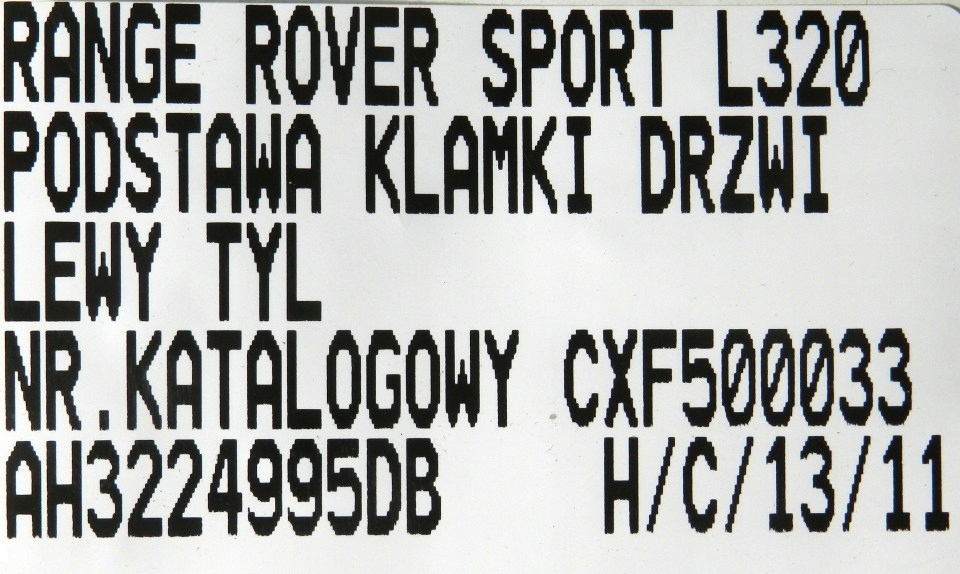 RANGE ROVER SPORT L320
PODSTAWA KLAMKI DRZWI
LEWY TYL
NR.KATALOGOWY CXF500033
AH3224995DB H/C/13/11